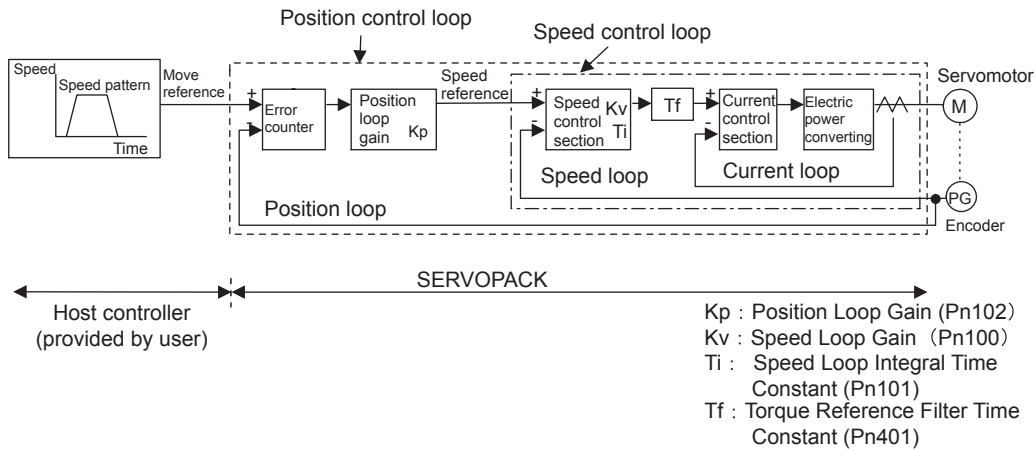 Position control loop
Speed control loop
Speed
Speed pattern
Time
Move
reference
+
-
Error
counter
Position
loop
gain
Kp
Speed
reference
+
-
Speed
control
section
Kv
Ti
Tf
+
-
Current
control
section
Electric
power
converting
Servomotor
M
Speed loop
Current loop
Position loop
PG
Encoder
SERVOPACK
Host controller
(provided by user)
Kp : Position Loop Gain (Pn102)
Kv : Speed Loop Gain (Pn100)
Ti : Speed Loop Integral Time
Constant (Pn101)
Tf : Torque Reference Filter Time
Constant (Pn401)